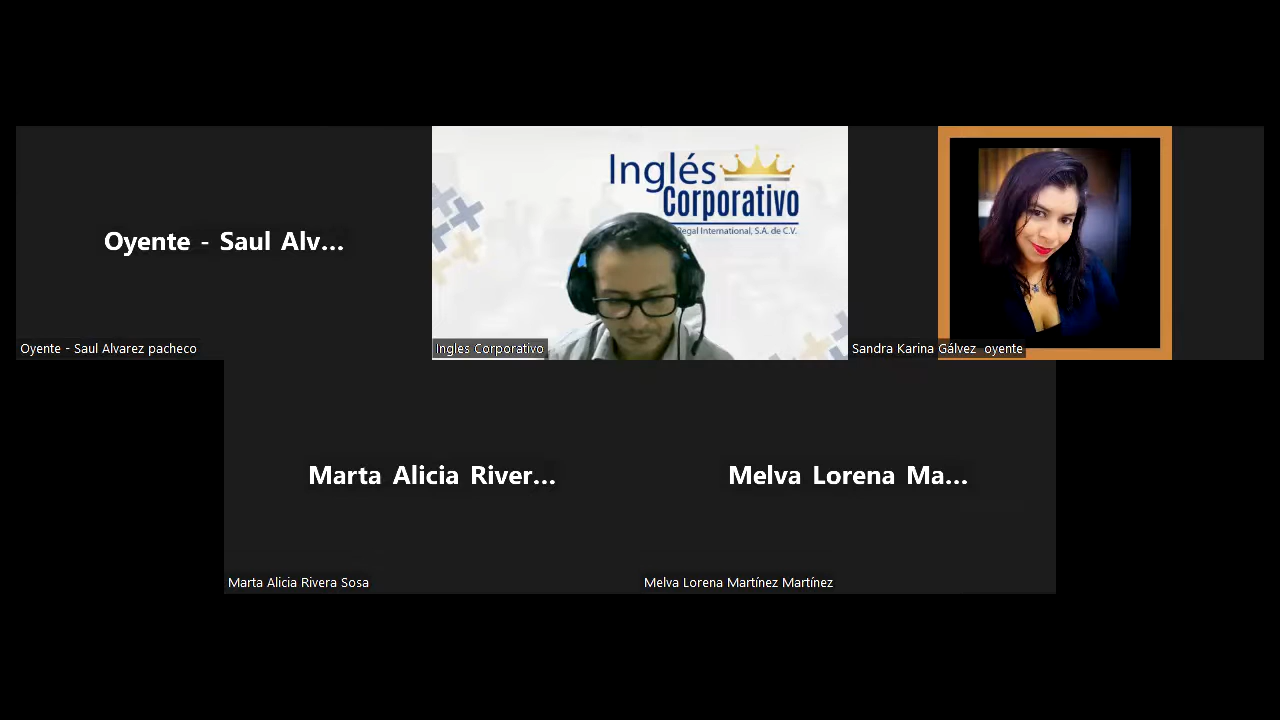 Oyente - Saul Alv...
Oyente - Saul Alvarez pacheco
Inglés
Corporativo
Regal International, S.A. de C.V.
Ingles Corporativo
Sandra Karina Gálvez oyente
Marta Alicia River...
Marta Alicia Rivera Sosa
Melva Lorena Ma...
Melva Lorena Martínez Martínez